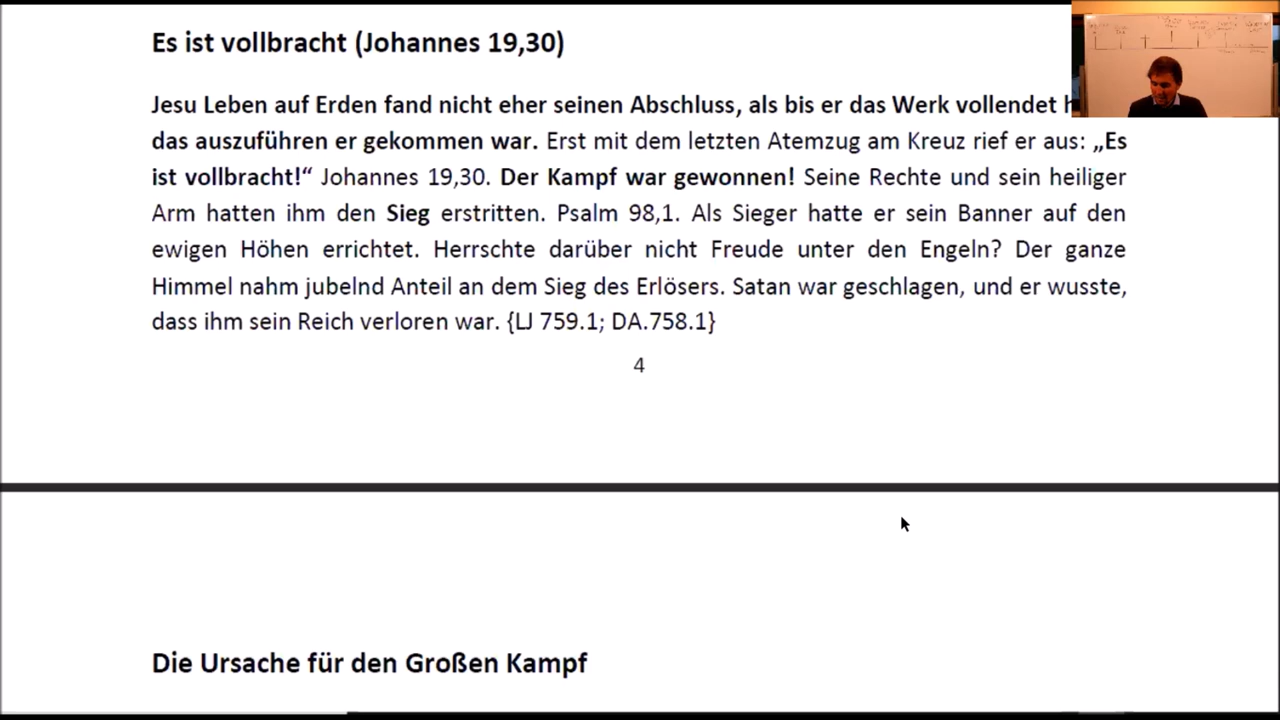 Es ist vollbracht (Johannes 19,30)
Jesu Leben auf Erden fand nicht eher seinen Abschluss, als bis er das Werk vollendet
das auszuführen er gekommen war. Erst mit dem letzten Atemzug am Kreuz rief er aus: „Es
ist vollbracht!“ Johannes 19,30. Der Kampf war gewonnen! Seine Rechte und sein heiliger
Arm hatten ihm den Sieg erstritten. Psalm 98,1. Als Sieger hatte er sein Banner auf den
ewigen Höhen errichtet. Herrschte darüber nicht Freude unter den Engeln? Der ganze
Himmel nahm jubelnd Anteil an dem Sieg des Erlösers. Satan war geschlagen, und er wusste,
dass ihm sein Reich verloren war. {LJ 759.1; DA.758.1}
4
Die Ursache für den Großen Kampf